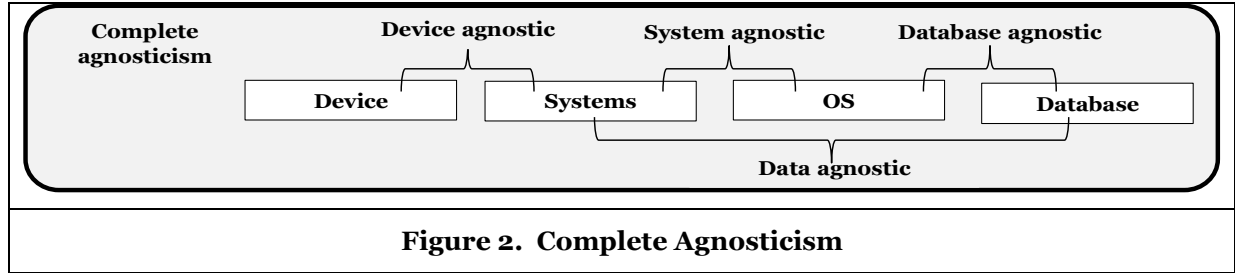 Complete
agnosticism
Device agnostic
System agnostic
Database agnostic
Device
Systems
OS
Database
Data agnostic
Figure 2. Complete Agnosticism